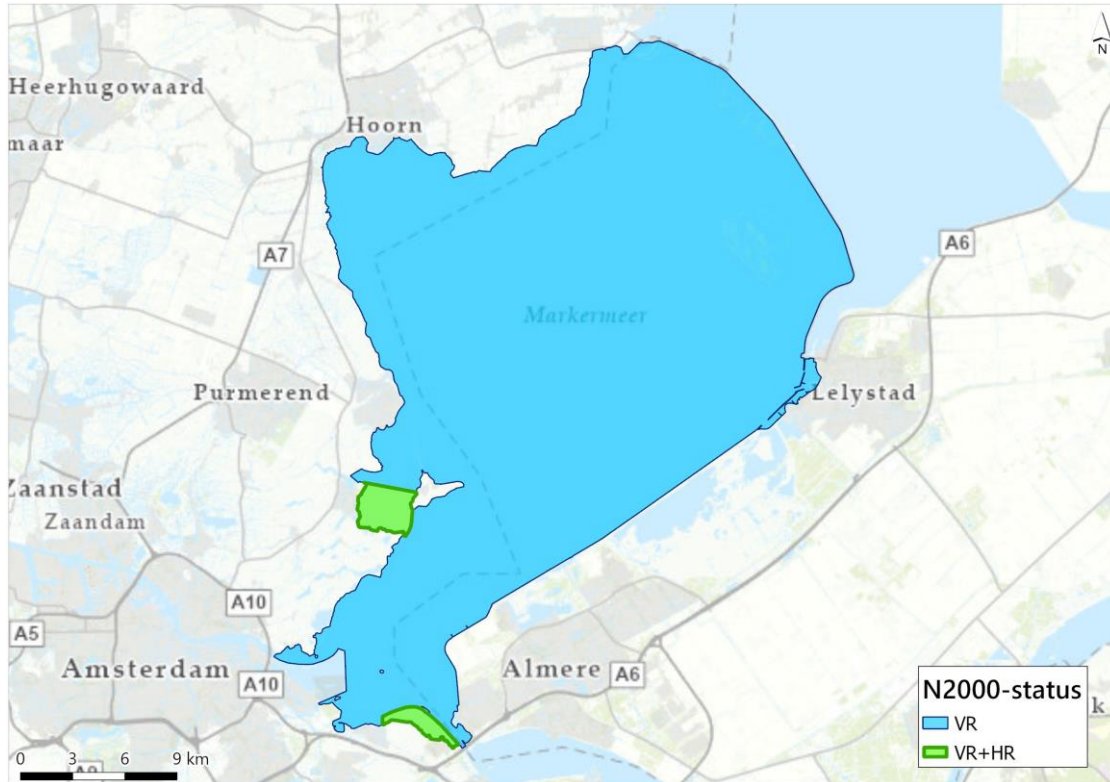 Heerhugowaard
maar
Hoorn
N
A7
A6
Markermeer
Purmerend
Lelystad
Zaanstad
Zaandam
A10
A5
Amsterdam
A10
Almere
A6
N2000-status
VR
VR+HR
k
0 3 6 9 km